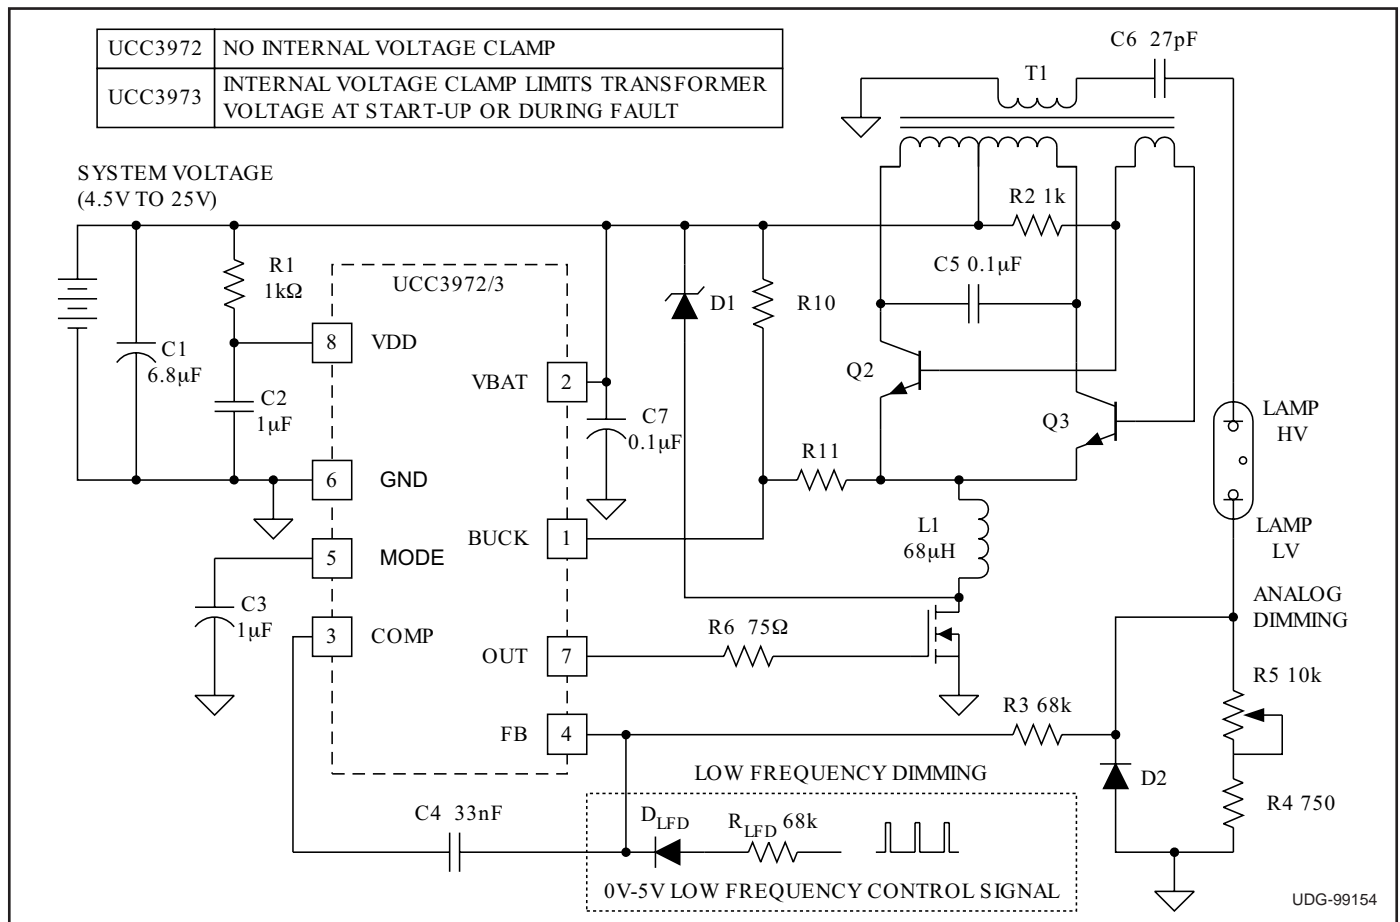 UCC3972 NO INTERNAL VOLTAGE CLAMP
UCC3973 INTERNAL VOLTAGE CLAMP LIMITS TRANSFORMER
VOLTAGE AT START-UP OR DURING FAULT
C6 27pF
T1
SYSTEM VOLTAGE
(4.5V TO 25V)
R2 1k
R1
1kΩ
UCC3972/3
D1
R10
C5 0.1µF
C1
6.8µF
8 VDD
VBAT 2
Q2
C2
1µF
C7
0.1µF
Q3
LAMP
HV
R11
6 GND
L1
68µH
BUCK 1
LAMP
LV
5 MODE
C3
1µF
3 COMP
R6 75Ω
OUT 7
ANALOG
DIMMING
R5 10k
R3 68k
FB 4
LOW FREQUENCY DIMMING
D2
R4 750
C4 33nF
DLFD
RLFD 68k
0V-5V LOW FREQUENCY CONTROL SIGNAL
UDG-99154